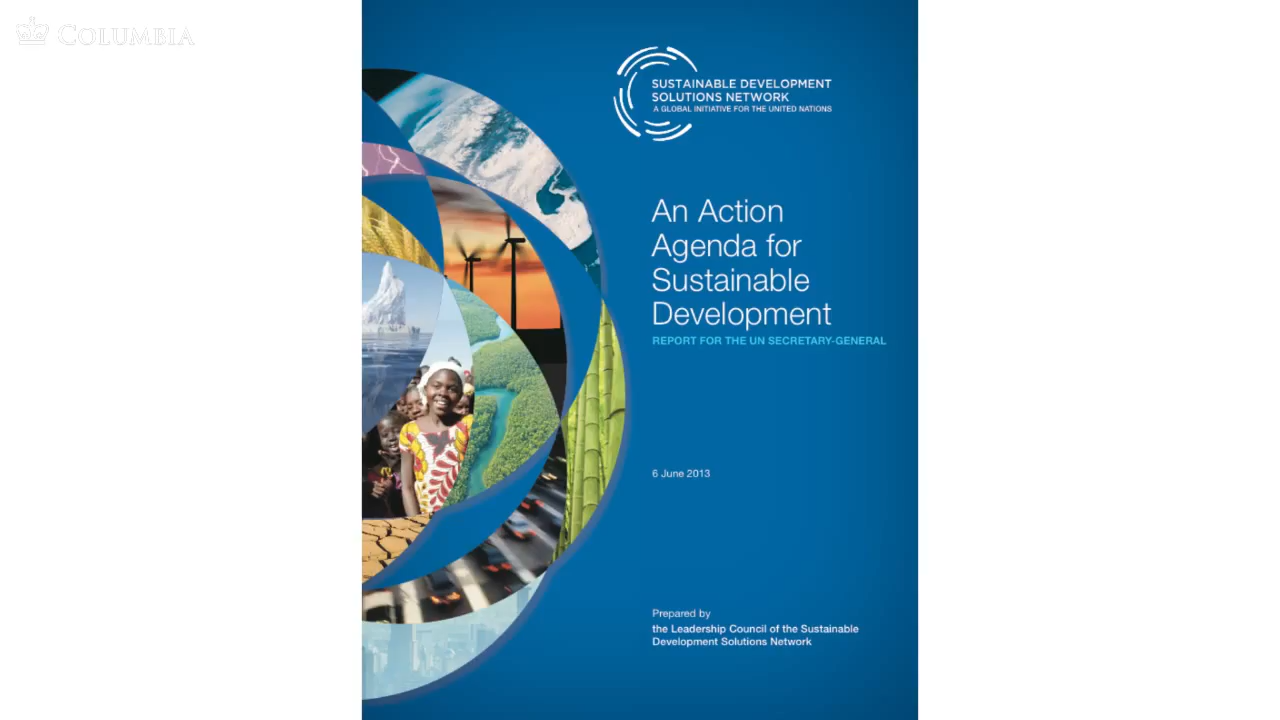 COLUMBIA
SUSTAINABLE DEVELOPMENT
SOLUTIONS NETWORK
A GLOBAL INITIATIVE FOR THE UNITED NATIONS
An Action
Agenda for
Sustainable
Development
REPORT FOR THE UN SECRETARY-GENERAL
6 June 2013
Prepared by
the Leadership Council of the Sustainable
Development Solutions Network